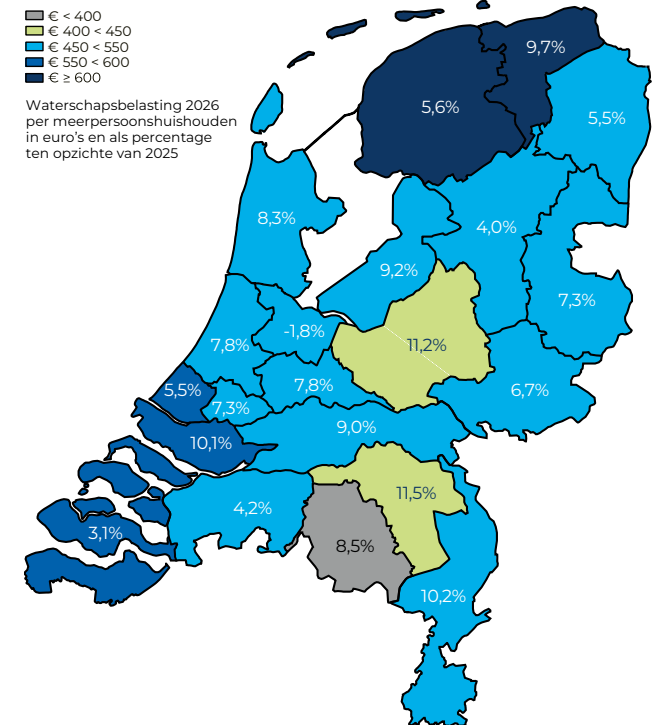 € < 400
€ 400 < 450
€ 450 < 550
€ 550 < 600
€ ≥ 600
Waterschapsbelasting 2026
per meerpersoonshuishouden
in euro's en als percentage
ten opzichte van 2025
9,7%
5,6%
5,5%
8,3%
4,0%
9,2%
7,3%
-1,8%
7,8%
11,2%
7,8%
5,5%
6,7%
7,3%
9,0%
10,1%
11,5%
4,2%
3,1%
8,5%
10,2%